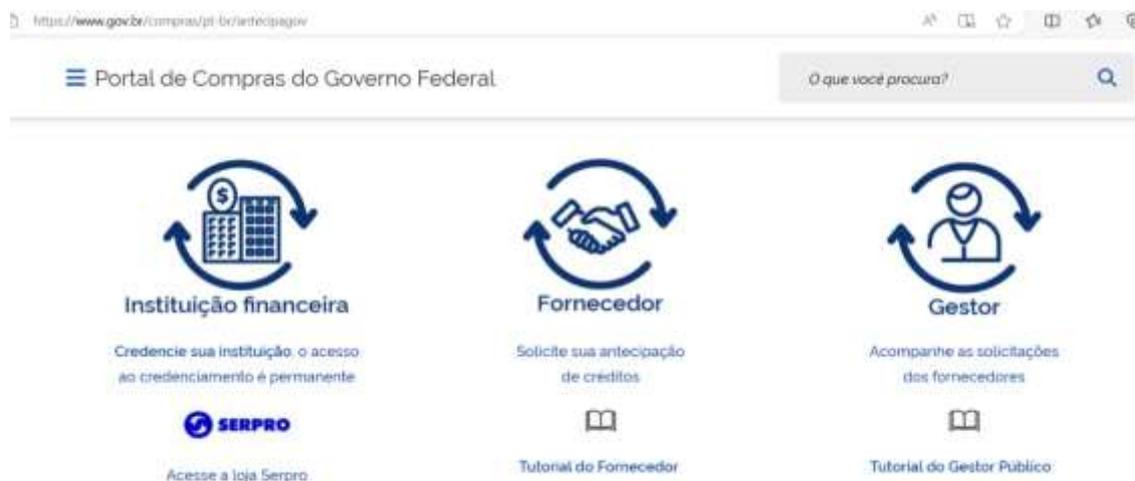 https://www.gov.br/compras/pt-br/antecipagov
Portal de Compras do Governo Federal
O que você procura?
$
Instituição financeira
Fornecedor
Gestor
Credencie sua instituição, o acesso
ao credenciamento é permanente
Solicite sua antecipação
de créditos
Acompanhe as solicitações
dos fornecedores
SERPRO
Acesse a loja Serpro
Tutorial do Fornecedor
Tutorial do Gestor Público